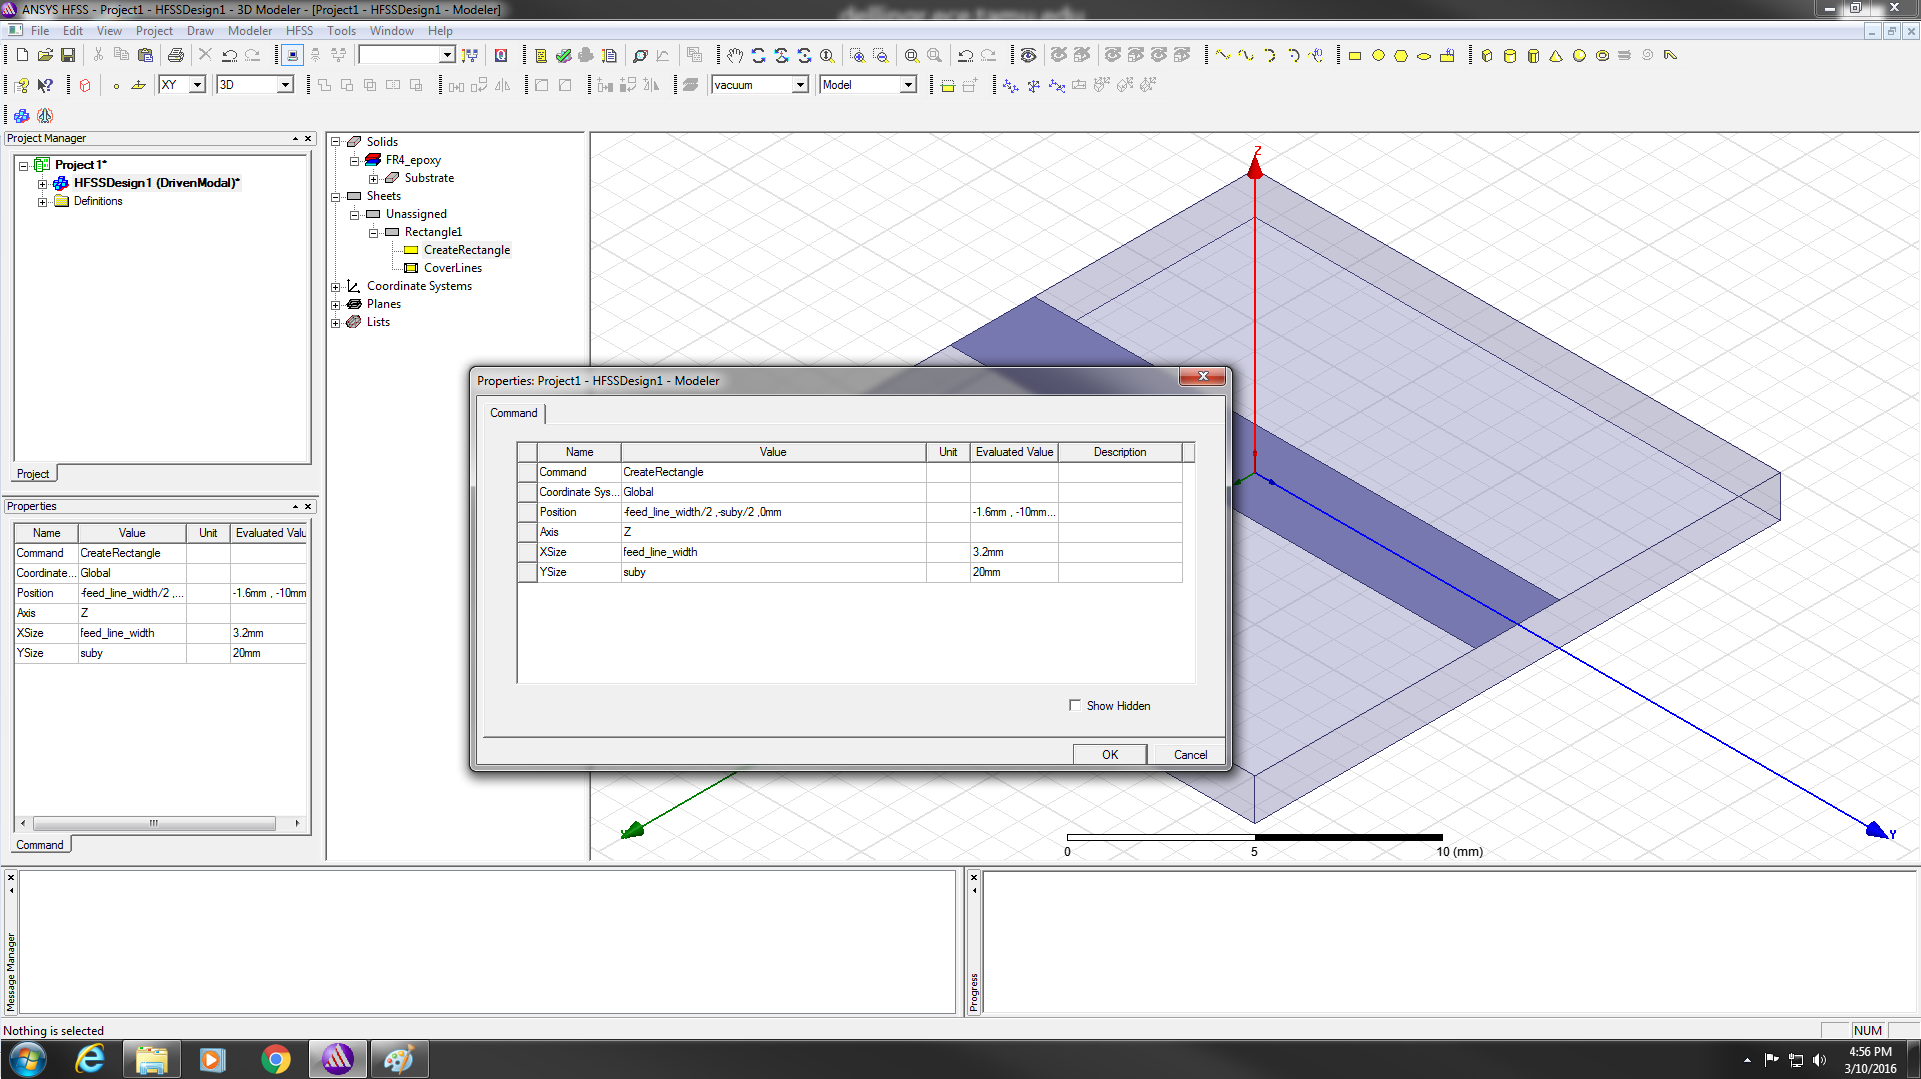 ANSYS HFSS - Project1 - HFSSDesign1 - 3D Modeler - [Project1 - HFSSDesign1 - Modeler]
File Edit View Project Draw Modeler HFSS Tools Window Help
XY 3D vacuum Model
Project Manager
Project1*
HFSSDesign1 (DrivenModal)*
Definitions
Project
Solids
FR4_epoxy
Substrate
Sheets
Unassigned
Rectangle1
CreateRectangle
CoverLines
Coordinate Systems
Planes
Lists
Properties
Name Value Unit Evaluated Valu
Command CreateRectangle
Coordinate... Global
Position -feed_line_width/2 ,... -1.6mm , -10mm
Axis Z
XSize feed_line_width 3.2mm
YSize suby 20mm
Command
Properties: Project1 - HFSSDesign1 - Modeler
Command
Name Value Unit Evaluated Value Description
Command CreateRectangle
Coordinate Sys... Global
Position -feed_line_width/2 ,-suby/2 ,0mm -1.6mm , -10mm...
Axis Z
XSize feed_line_width 3.2mm
YSize suby 20mm
Show Hidden
OK Cancel
Z
Y
0 5 10 (mm)
Message Manager
Progress
Nothing is selected
NUM
4:56 PM
3/10/2016